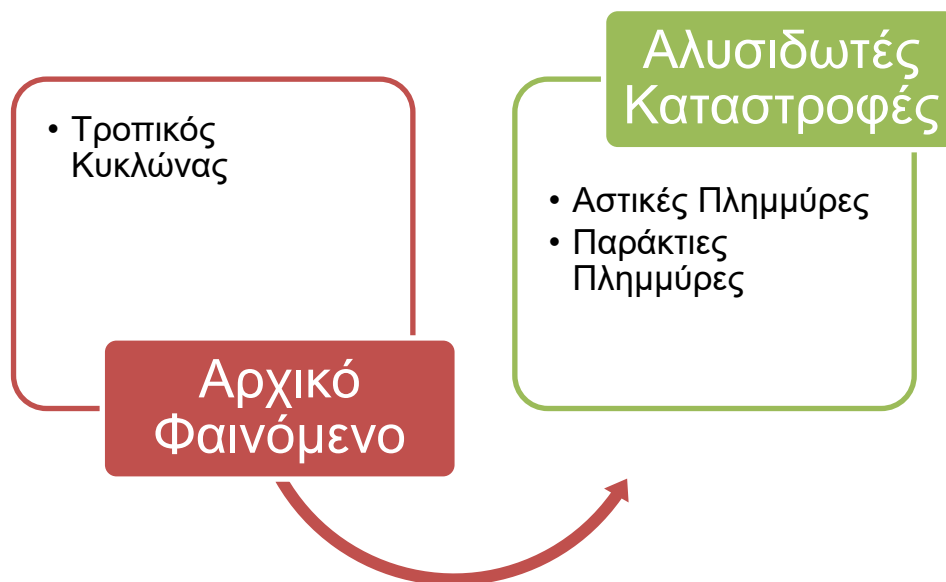 • Τροπικός
Κυκλώνας
Αρχικό
Φαινόμενο
Αλυσιδωτές
Καταστροφές
• Αστικές Πλημμύρες
• Παράκτιες
Πλημμύρες